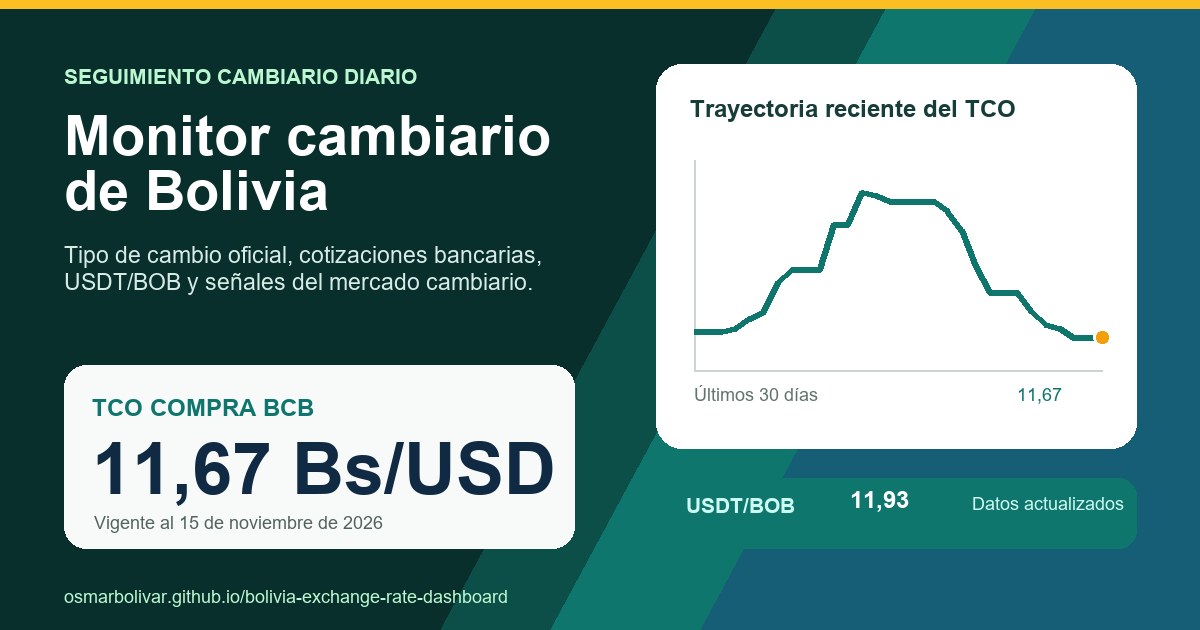 SEGUIMIENTO CAMBIARIO DIARIO
Monitor cambiario
de Bolivia
Tipo de cambio oficial, cotizaciones bancarias,
USDT/BOB y señales del mercado cambiario.
TCO COMPRA BCB
11,67 Bs/USD
Vigente al 15 de noviembre de 2026
osmarbolivar.github.io/bolivia-exchange-rate-dashboard
Trayectoria reciente del TCO
Últimos 30 días
11,67
USDT/BOB
11,93
Datos actualizados